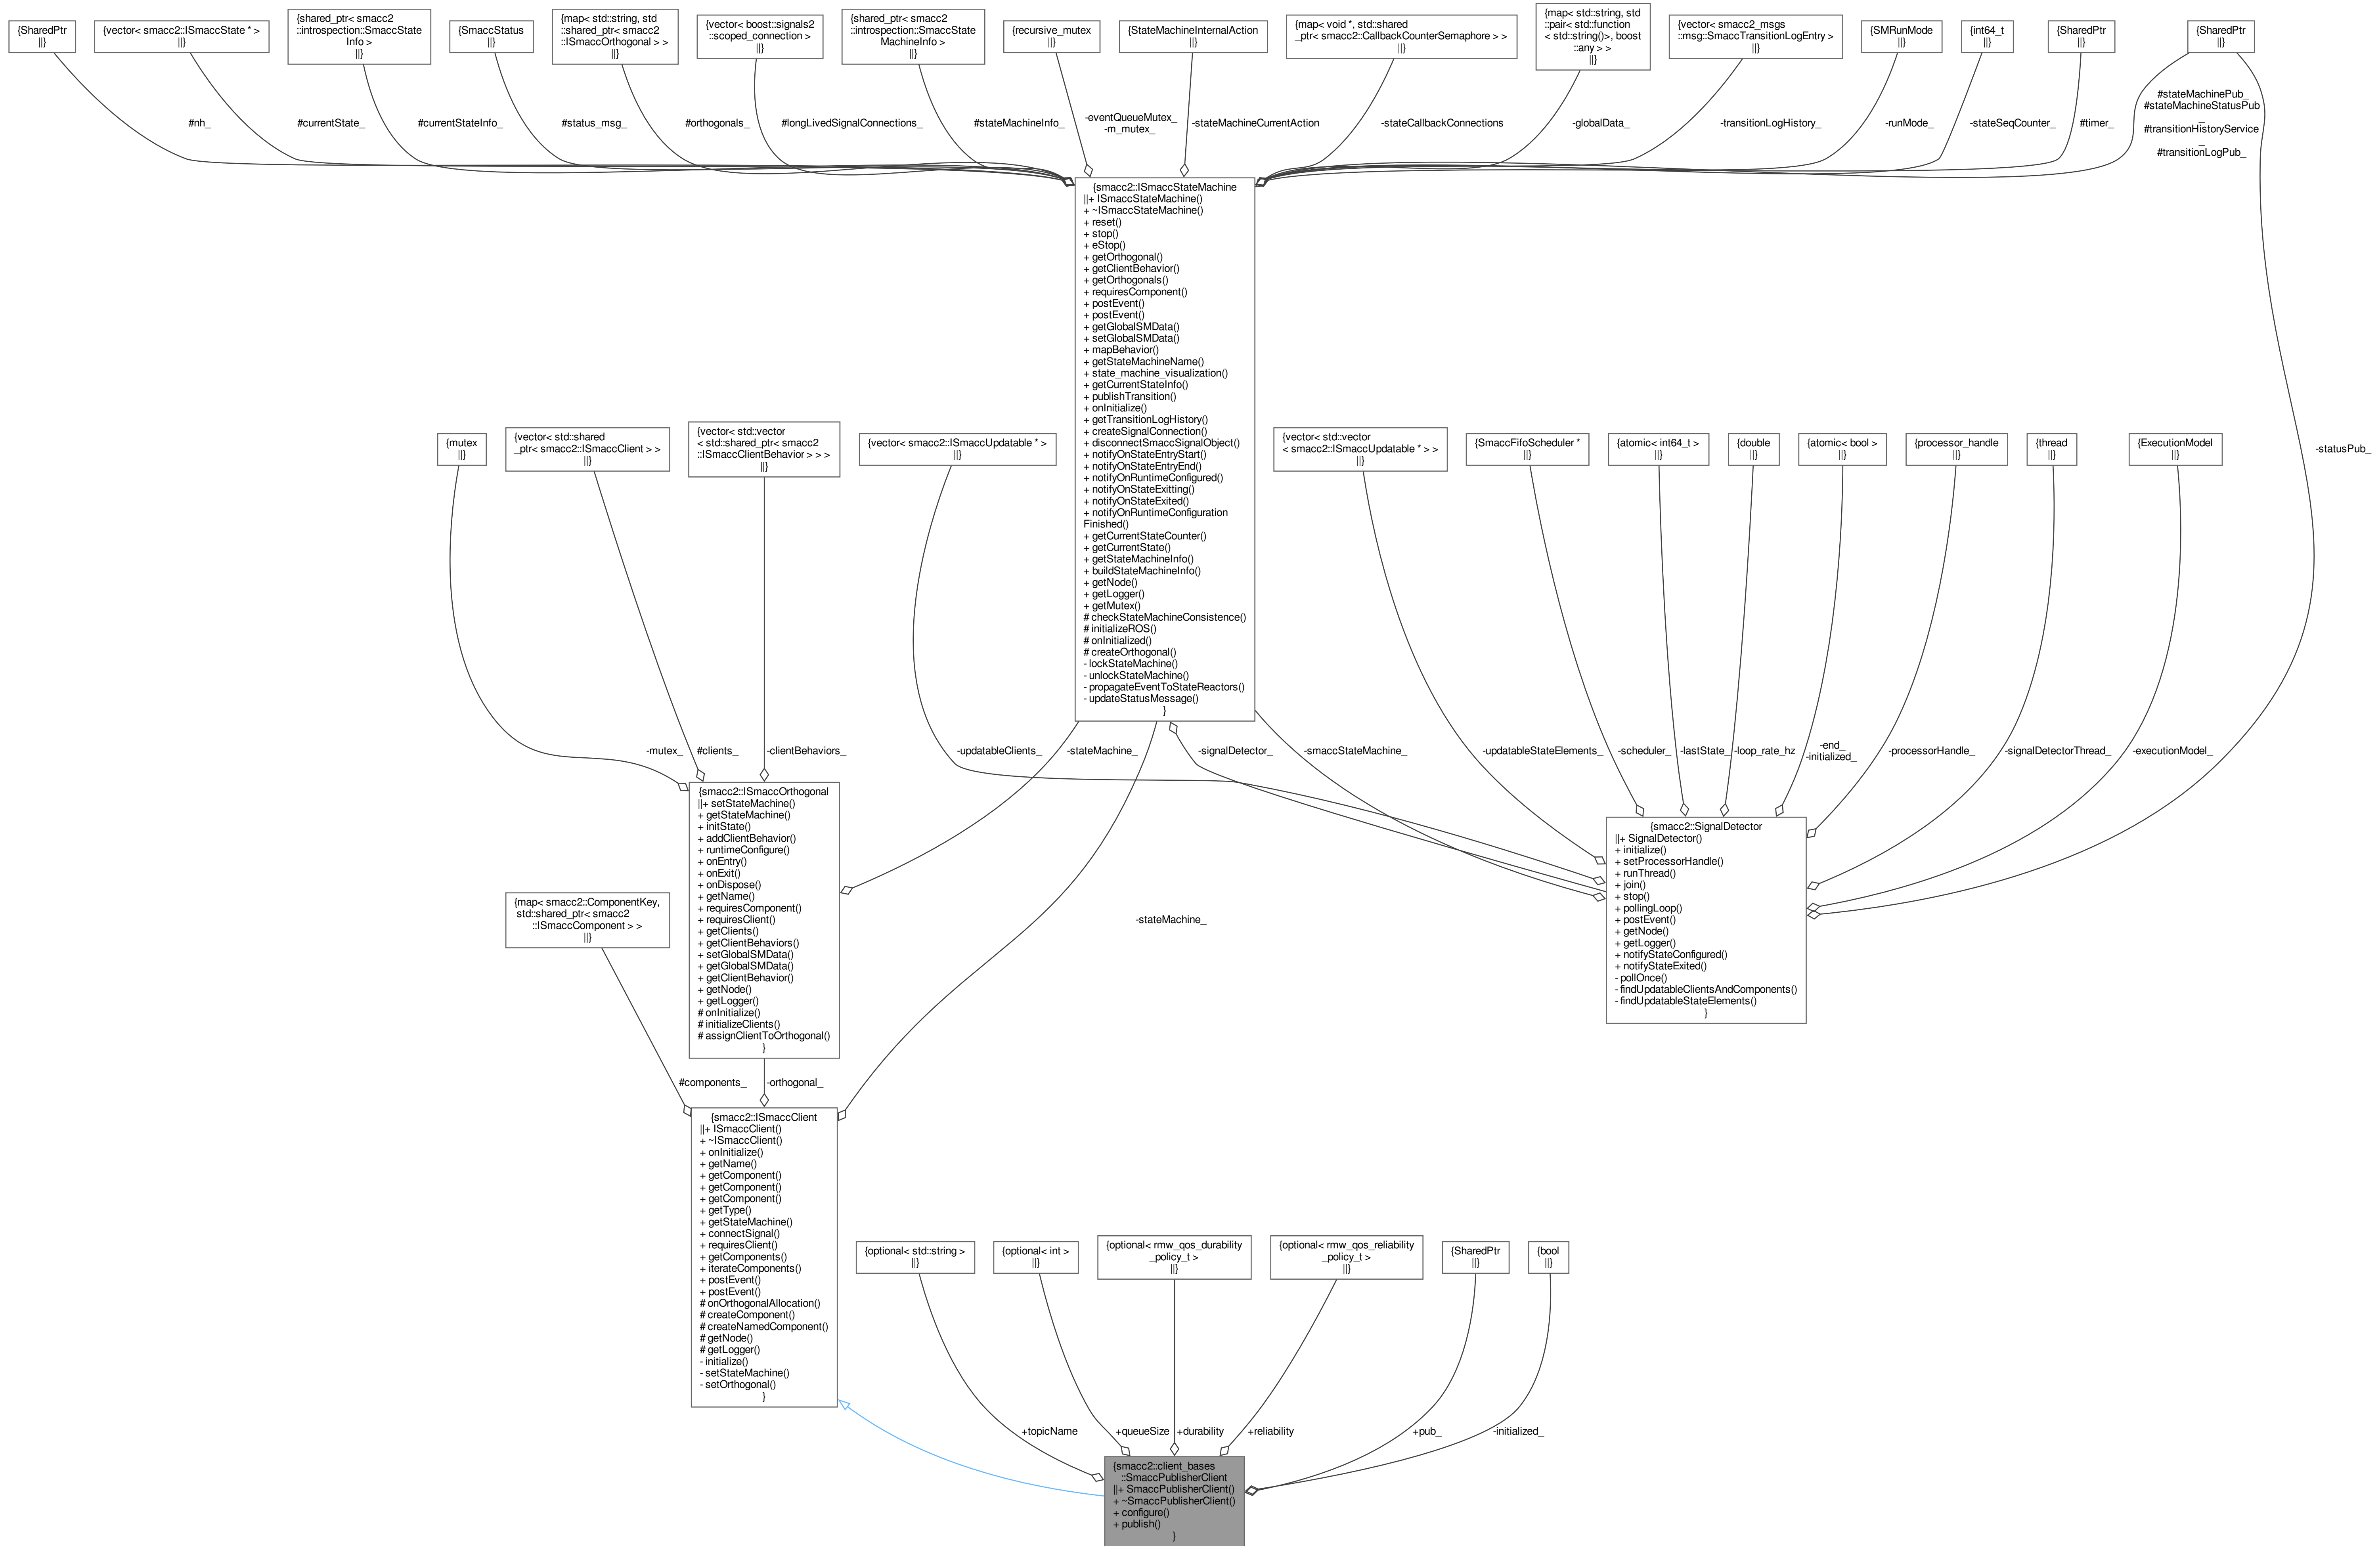 {SharedPtr
||}
{vector< smacc2::ISmaccState * >
||}
{shared_ptr< smacc2
::introspection::SmaccState
Info >
||}
{SmaccStatus
||}
{map< std::string, std
::shared_ptr< smacc2
::ISmaccOrthogonal > >
||}
{vector< boost::signals2
::scoped_connection >
||}
{shared_ptr< smacc2
::introspection::SmaccState
MachineInfo >
||}
{recursive_mutex
||}
{StateMachineInternalAction
||}
{map< void *, std::shared
_ptr< smacc2::CallbackCounterSemaphore > >
||}
{map< std::string, std
::pair< std::function
< std::string()>, boost
::any > >
||}
{vector< smacc2_msgs
::msg::SmaccTransitionLogEntry >
||}
{SMRunMode
||}
{int64_t
||}
{SharedPtr
||}
{SharedPtr
||}
#nh_
#currentState_
#currentStateInfo_
#status_msg_
#orthogonals_
#longLivedSignalConnections_
#stateMachineInfo_
-eventQueueMutex_
-m_mutex_
-stateMachineCurrentAction
-stateCallbackConnections
-globalData_
-transitionLogHistory_
-runMode_
-stateSeqCounter_
#timer_
#stateMachinePub_
#stateMachineStatusPub
_
#transitionHistoryService
_
#transitionLogPub_
{smacc2::ISmaccStateMachine
||+ ISmaccStateMachine()
+ ~ISmaccStateMachine()
+ reset()
+ stop()
+ eStop()
+ getOrthogonal()
+ getClientBehavior()
+ getOrthogonals()
+ requiresComponent()
+ postEvent()
+ postEvent()
+ getGlobalSMData()
+ setGlobalSMData()
+ mapBehavior()
+ getStateMachineName()
+ state_machine_visualization()
+ getCurrentStateInfo()
+ publishTransition()
+ onInitialize()
+ getTransitionLogHistory()
+ createSignalConnection()
+ disconnectSmaccSignalObject()
+ notifyOnStateEntryStart()
+ notifyOnStateEntryEnd()
+ notifyOnRuntimeConfigured()
+ notifyOnStateExitting()
+ notifyOnStateExited()
+ notifyOnRuntimeConfiguration
Finished()
+ getCurrentStateCounter()
+ getCurrentState()
+ getStateMachineInfo()
+ buildStateMachineInfo()
+ getNode()
+ getLogger()
+ getMutex()
# checkStateMachineConsistence()
# initializeROS()
# onInitialized()
# createOrthogonal()
- lockStateMachine()
- unlockStateMachine()
- propagateEventToStateReactors()
- updateStatusMessage()
}
{mutex
||}
{vector< std::shared
_ptr< smacc2::ISmaccClient > >
||}
{vector< std::vector
< std::shared_ptr< smacc2
::ISmaccClientBehavior > > >
||}
{vector< smacc2::ISmaccUpdatable * >
||}
{vector< std::vector
< smacc2::ISmaccUpdatable * > >
||}
{SmaccFifoScheduler *
||}
{atomic< int64_t >
||}
{double
||}
{atomic< bool >
||}
{processor_handle
||}
{thread
||}
{ExecutionModel
||}
-statusPub_
-mutex_
#clients_
-clientBehaviors_
-updatableClients_
-stateMachine_
-signalDetector_
-smaccStateMachine_
-updatableStateElements_
-scheduler_
-lastState_
-loop_rate_hz
-end_
-initialized_
-processorHandle_
-signalDetectorThread_
-executionModel_
{smacc2::ISmaccOrthogonal
||+ setStateMachine()
+ getStateMachine()
+ initState()
+ addClientBehavior()
+ runtimeConfigure()
+ onEntry()
+ onExit()
+ onDispose()
+ getName()
+ requiresComponent()
+ requiresClient()
+ getClients()
+ getClientBehaviors()
+ setGlobalSMData()
+ getGlobalSMData()
+ getClientBehavior()
+ getNode()
+ getLogger()
# onInitialize()
# initializeClients()
# assignClientToOrthogonal()
}
{smacc2::SignalDetector
||+ SignalDetector()
+ initialize()
+ setProcessorHandle()
+ runThread()
+ join()
+ stop()
+ pollingLoop()
+ postEvent()
+ getNode()
+ getLogger()
+ notifyStateConfigured()
+ notifyStateExited()
- pollOnce()
- findUpdatableClientsAndComponents()
- findUpdatableStateElements()
}
{map< smacc2::ComponentKey,
std::shared_ptr< smacc2
::ISmaccComponent > >
||}
-stateMachine_
#components_
-orthogonal_
{smacc2::ISmaccClient
||+ ISmaccClient()
+ ~ISmaccClient()
+ onInitialize()
+ getName()
+ getComponent()
+ getComponent()
+ getComponent()
+ getType()
+ getStateMachine()
+ connectSignal()
+ requiresClient()
+ getComponents()
+ iterateComponents()
+ postEvent()
+ postEvent()
# onOrthogonalAllocation()
# createComponent()
# createNamedComponent()
# getNode()
# getLogger()
- initialize()
- setStateMachine()
- setOrthogonal()
}
{optional< std::string >
||}
{optional< int >
||}
{optional< rmw_qos_durability
_policy_t >
||}
{optional< rmw_qos_reliability
_policy_t >
||}
{SharedPtr
||}
{bool
||}
+topicName
+queueSize
+durability
+reliability
+pub_
-initialized_
{smacc2::client_bases
::SmaccPublisherClient
||+ SmaccPublisherClient()
+ ~SmaccPublisherClient()
+ configure()
+ publish()
}